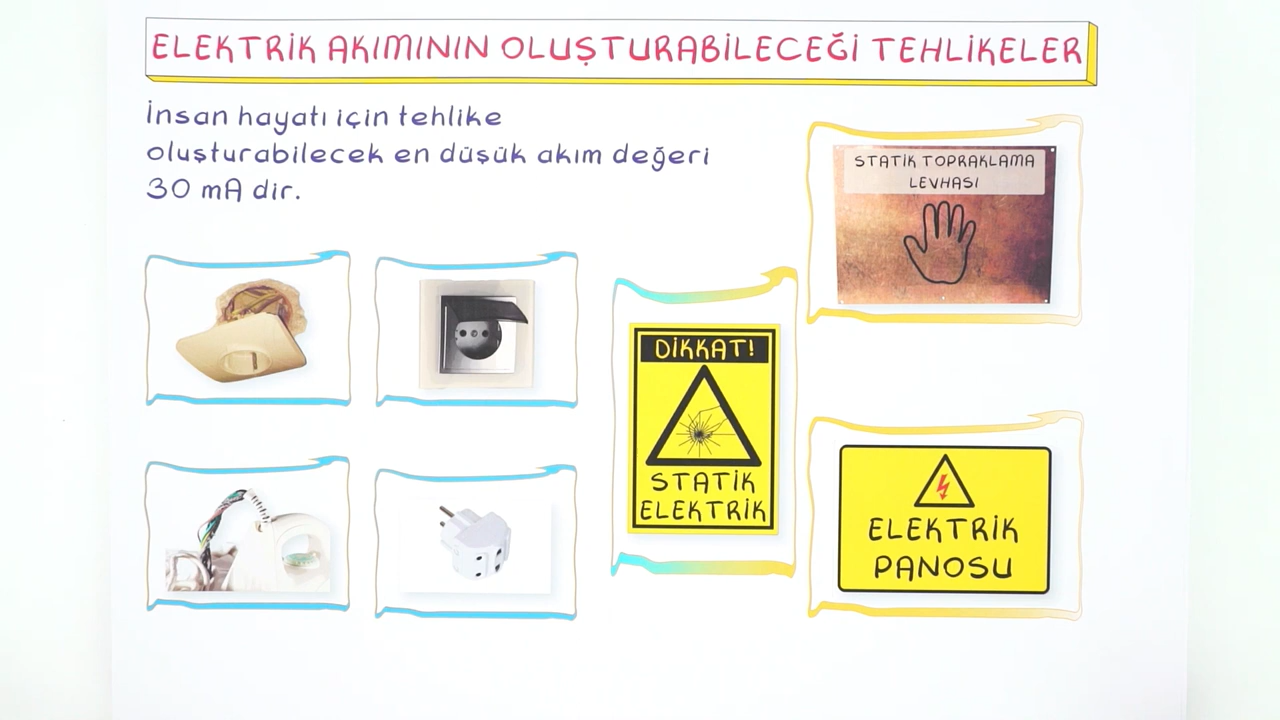 ELEKTRİK AKIMININ OLUŞTURABİLECEĞİ TEHLİKELER
İnsan hayatı için tehlike
oluşturabilecek en düşük akım değeri
30 mA dir.
STATİK TOPRAKLAMA
LEVHASI
DİKKAT!
STATİK
ELEKTRİK
ELEKTRİK
PANOSU